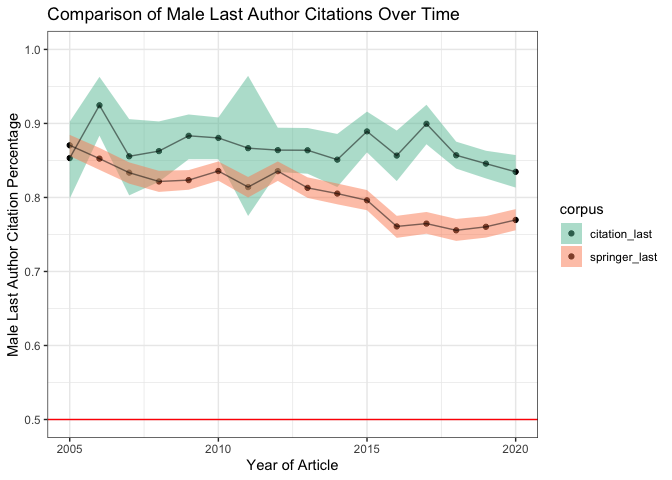 Comparison of Male Last Author Citations Over Time
Male Last Author Citation Percentage
1.0
0.9
0.8
0.7
0.6
0.5
2005
2010
2015
2020
Year of Article
corpus
citation_last
springer_last